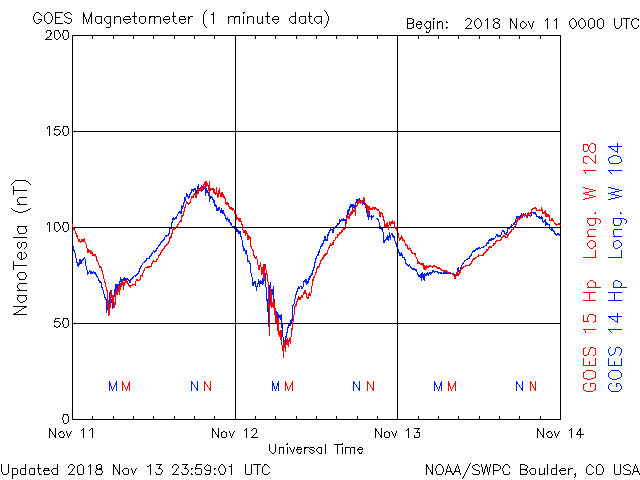 GOES Magnetometer (1 minute data)
Begin: 2018 Nov 11 0000 UTC
200
150
100
50
0
NanoTesla (nT)
M M N N M M N N M M N N
Nov 11 Nov 12 Nov 13 Nov 14
Universal Time
GOES 15 Hp Long. W 128
GOES 14 Hp Long. W 104
Updated 2018 Nov 13 23:59:01 UTC
NOAA/SWPC Boulder, CO USA